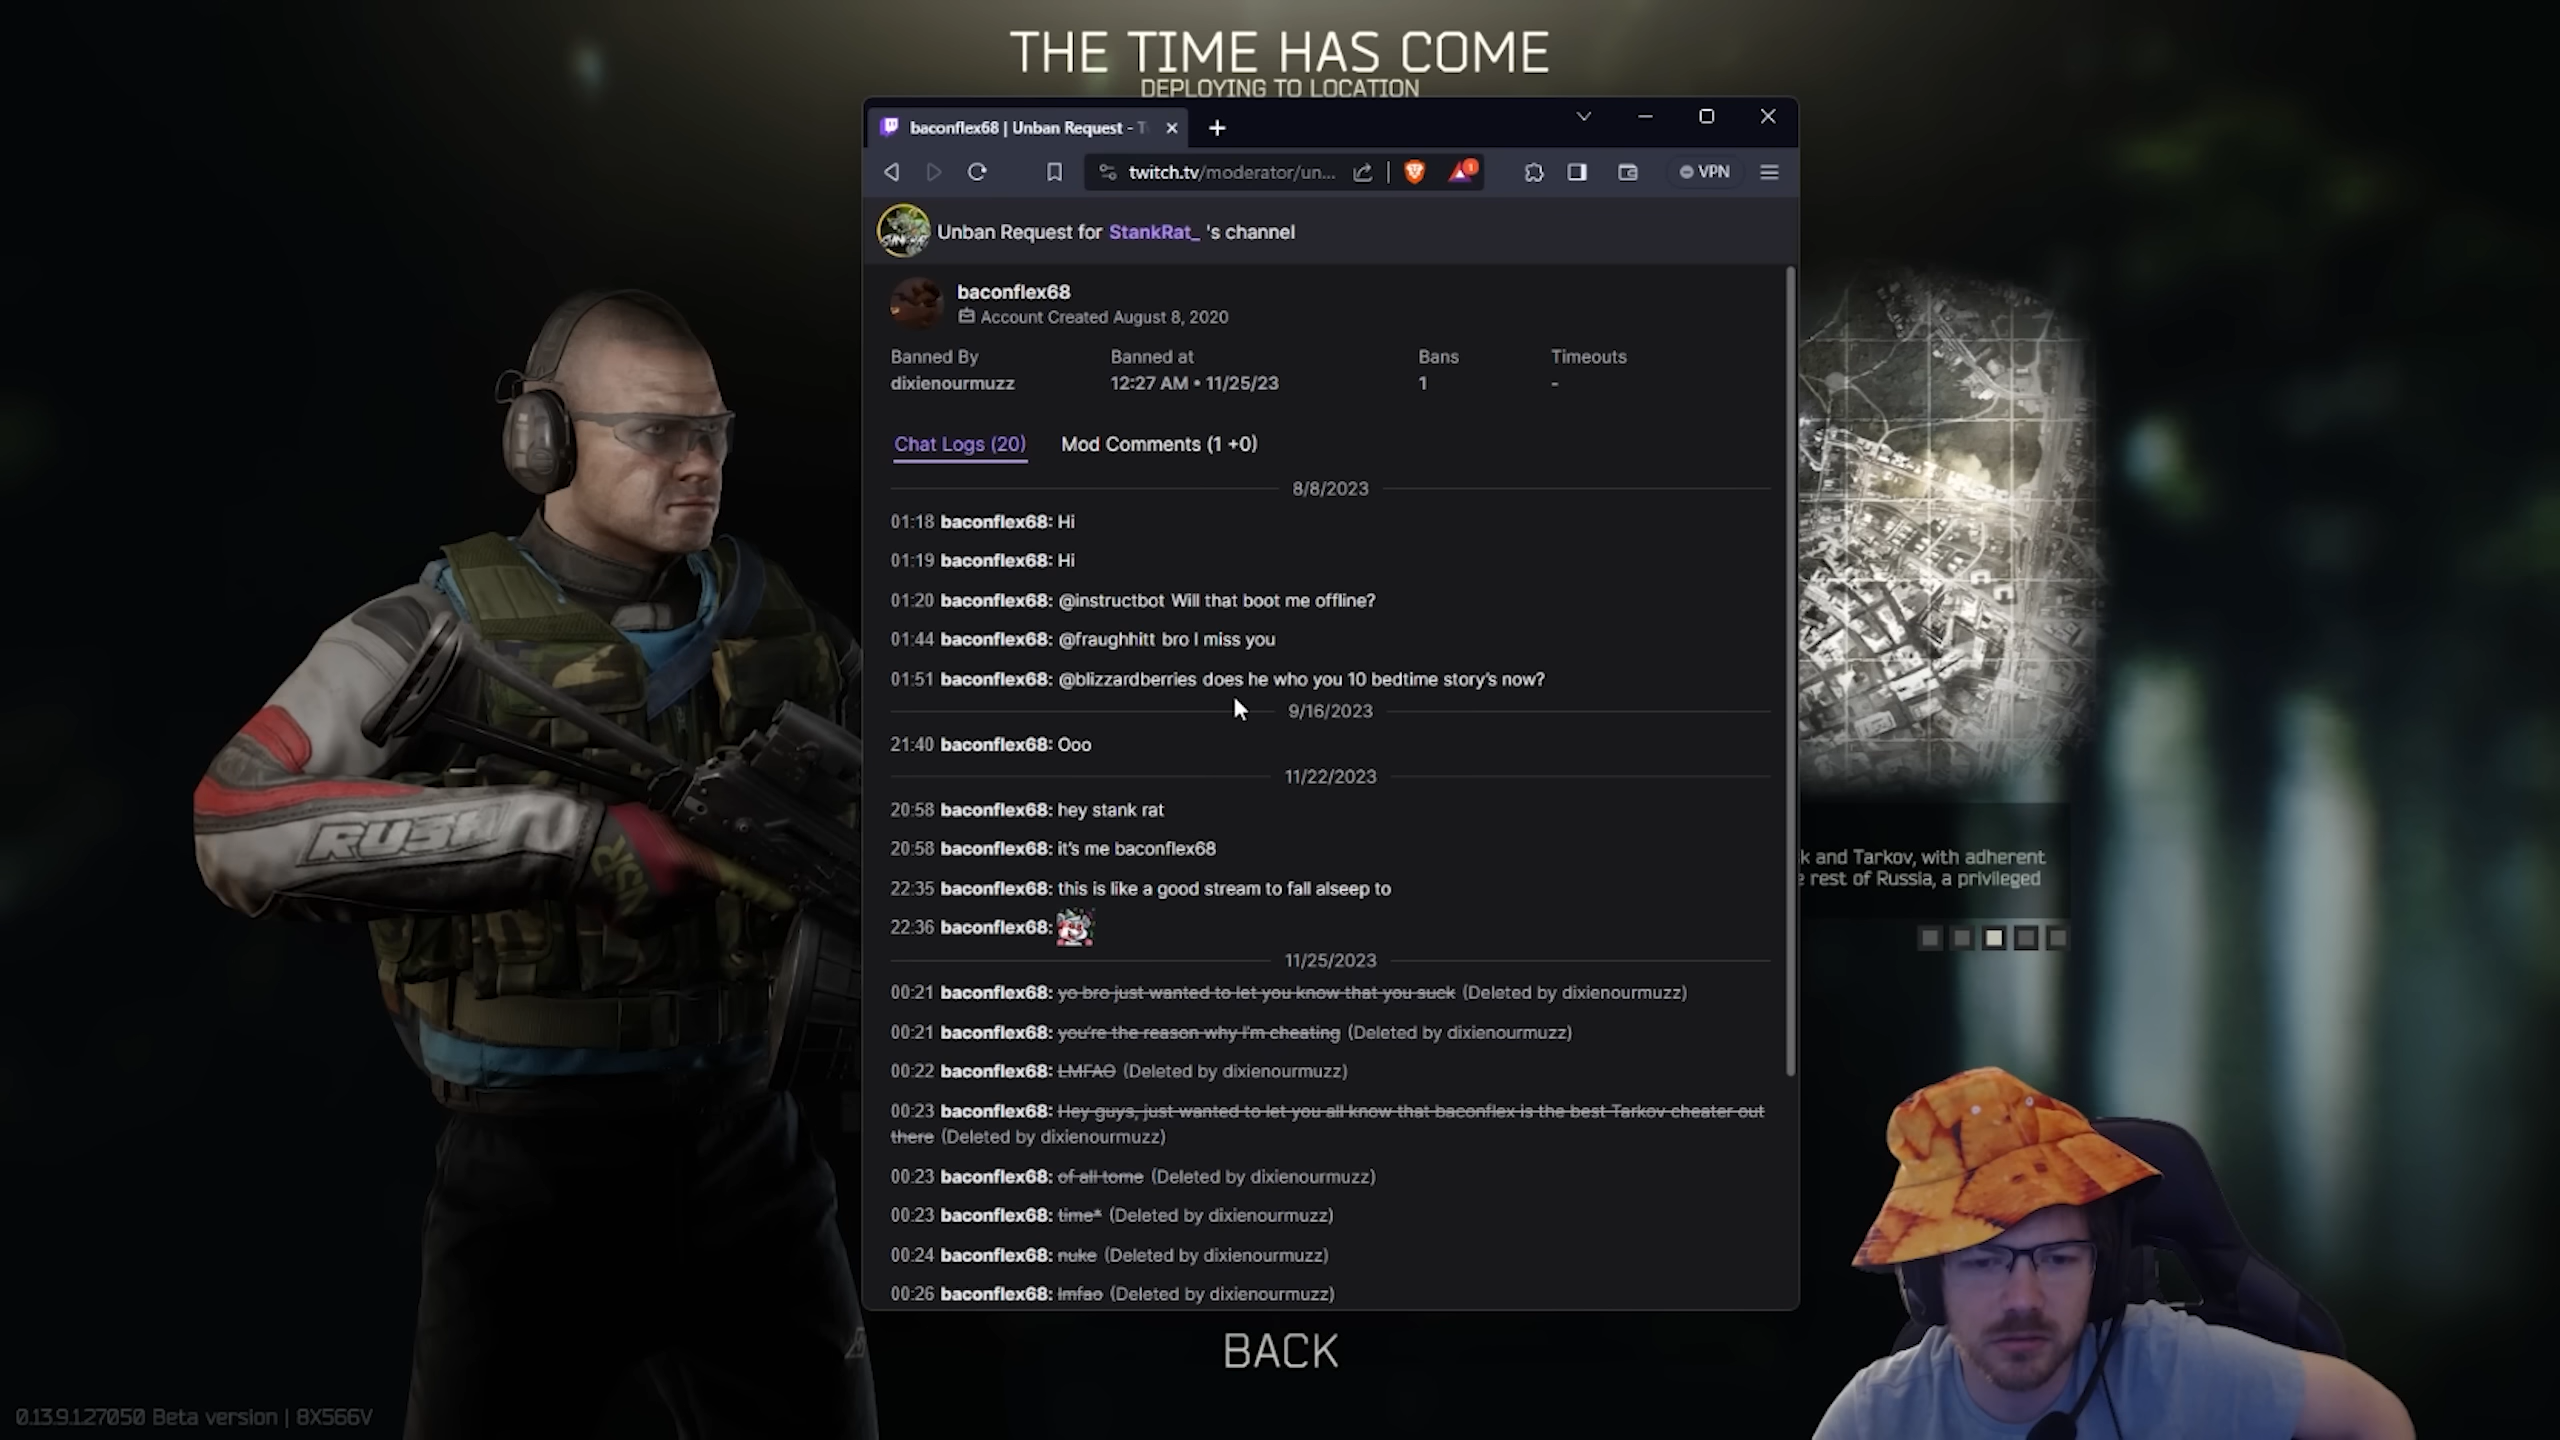 THE TIME HAS COME
DEPLOYING TO LOCATION
baconflex68 | Unban Request - T
twitch.tv/moderator/un...
1
VPN
Unban Request for StankRat_ 's channel
baconflex68
Account Created August 8, 2020
Banned By
Banned at
Bans
Timeouts
dixienourmuzz
12:27 AM • 11/25/23
1
-
Chat Logs (20)
Mod Comments (1 +0)
8/8/2023
01:18 baconflex68: Hi
01:19 baconflex68: Hi
01:20 baconflex68: @instructbot Will that boot me offline?
01:44 baconflex68: @fraughhitt bro I miss you
01:51 baconflex68: @blizzardberries does he who you 10 bedtime story's now?
9/16/2023
21:40 baconflex68: Ooo
11/22/2023
20:58 baconflex68: hey stank rat
20:58 baconflex68: it's me baconflex68
22:35 baconflex68: this is like a good stream to fall alseep to
22:36 baconflex68:
11/25/2023
00:21 baconflex68: yo bro just wanted to let you know that you suck (Deleted by dixienourmuzz)
00:21 baconflex68: you're the reason why I'm cheating (Deleted by dixienourmuzz)
00:22 baconflex68: LMFAO (Deleted by dixienourmuzz)
00:23 baconflex68: Hey guys, just wanted to let you all know that baconflex is the best Tarkov cheater out
there (Deleted by dixienourmuzz)
00:23 baconflex68: of all tome (Deleted by dixienourmuzz)
00:23 baconflex68: time* (Deleted by dixienourmuzz)
00:24 baconflex68: nuke (Deleted by dixienourmuzz)
00:26 baconflex68: lmfao (Deleted by dixienourmuzz)
k and Tarkov, with adherent
e rest of Russia, a privileged
RUSH
BACK
0.13.9.1.27050 Beta version | 8X566V